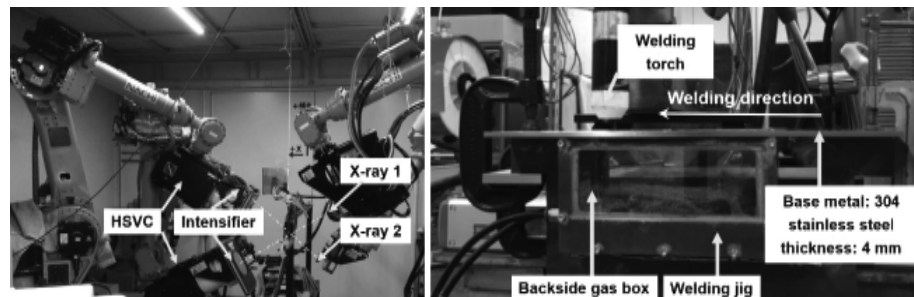 HSVC
Intensifier
X-ray 1
X-ray 2
Welding
torch
Welding direction
Base metal: 304
stainless steel
thickness: 4 mm
Backside gas box
Welding jig